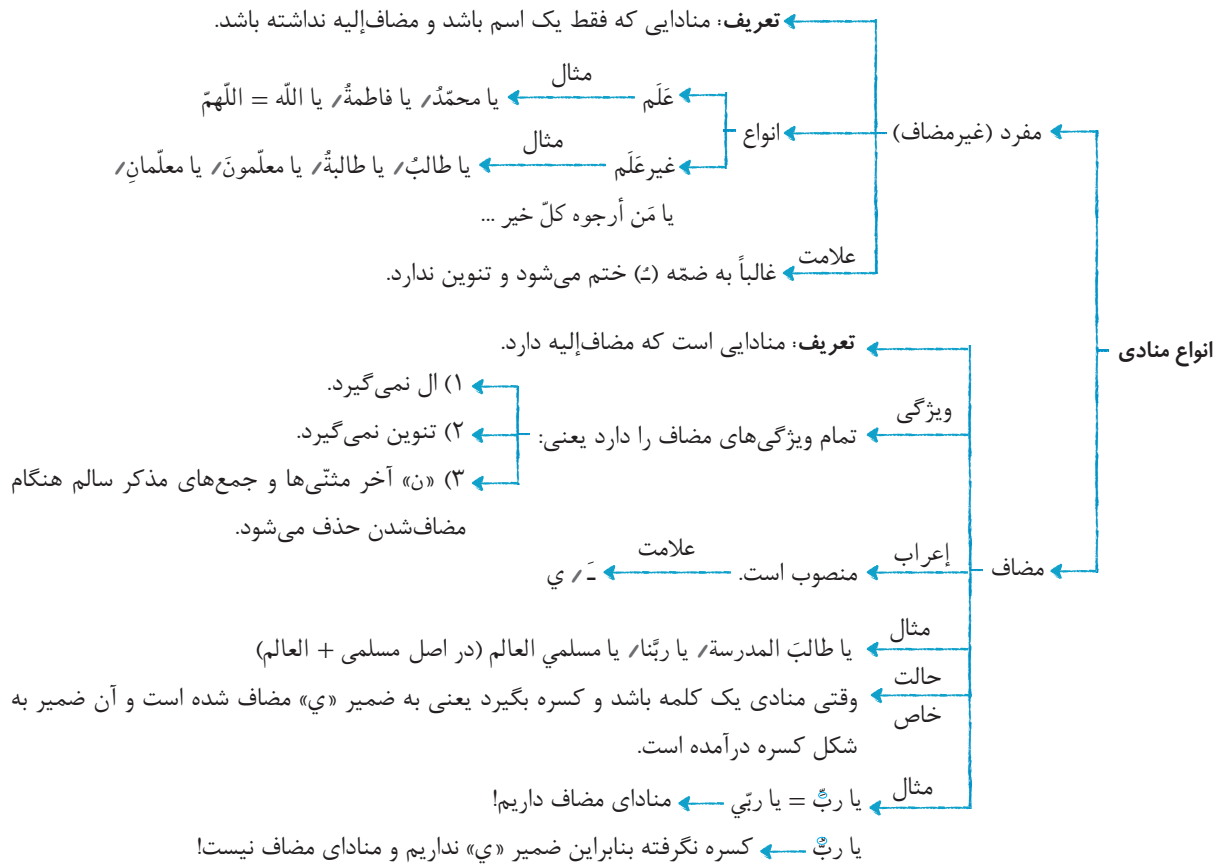 تعریف: منادایی که فقط یک اسم باشد و مضاف‌إلیه نداشته باشد.
عَلَم مثال یا محمّدُ/ یا فاطمةُ/ یا اللّه = اللّهمّ
مفرد (غیرمضاف) انواع
غیرعَلَم مثال یا طالبُ/ یا طالبةُ/ یا معلّمونَ/ یا معلّمانِ/
یا مَن أرجوه کلّ خیر ...
علامت غالباً به ضمّه (ـُ) ختم می‌شود و تنوین ندارد.
انواع منادی
تعریف: منادایی است که مضاف‌إلیه دارد.
ویژگی تمام ویژگی‌های مضاف را دارد یعنی:
۱) ال نمی‌گیرد.
۲) تنوین نمی‌گیرد.
۳) «ن» آخر مثنّی‌ها و جمع‌های مذکر سالم هنگام
مضاف‌شدن حذف می‌شود.
مضاف إعراب منصوب است. علامت ـَ / ي
مثال یا طالبَ المدرسة/ یا ربَّنا/ یا مسلمي العالم (در اصل مسلمی + العالم)
حالت خاص وقتی منادی یک کلمه باشد و کسره بگیرد یعنی به ضمیر «ي» مضاف شده است و آن ضمیر به
شکل کسره درآمده است.
مثال یا ربِّ = یا ربّي منادای مضاف داریم!
یا ربُّ کسره نگرفته بنابراین ضمیر «ي» نداریم و منادای مضاف نیست!